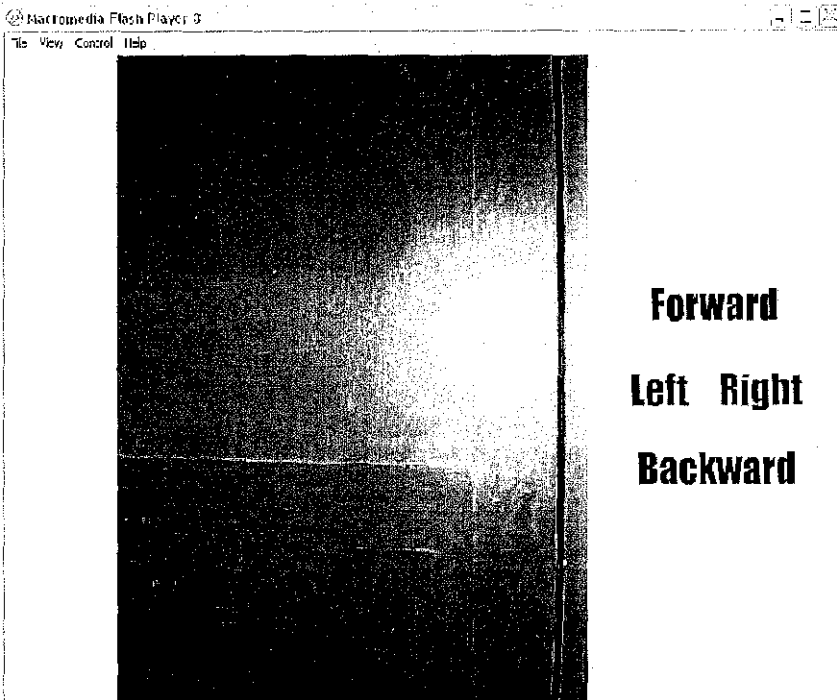 Macromedia Flash Player 8
File View Control Help
Forward
Left Right
Backward